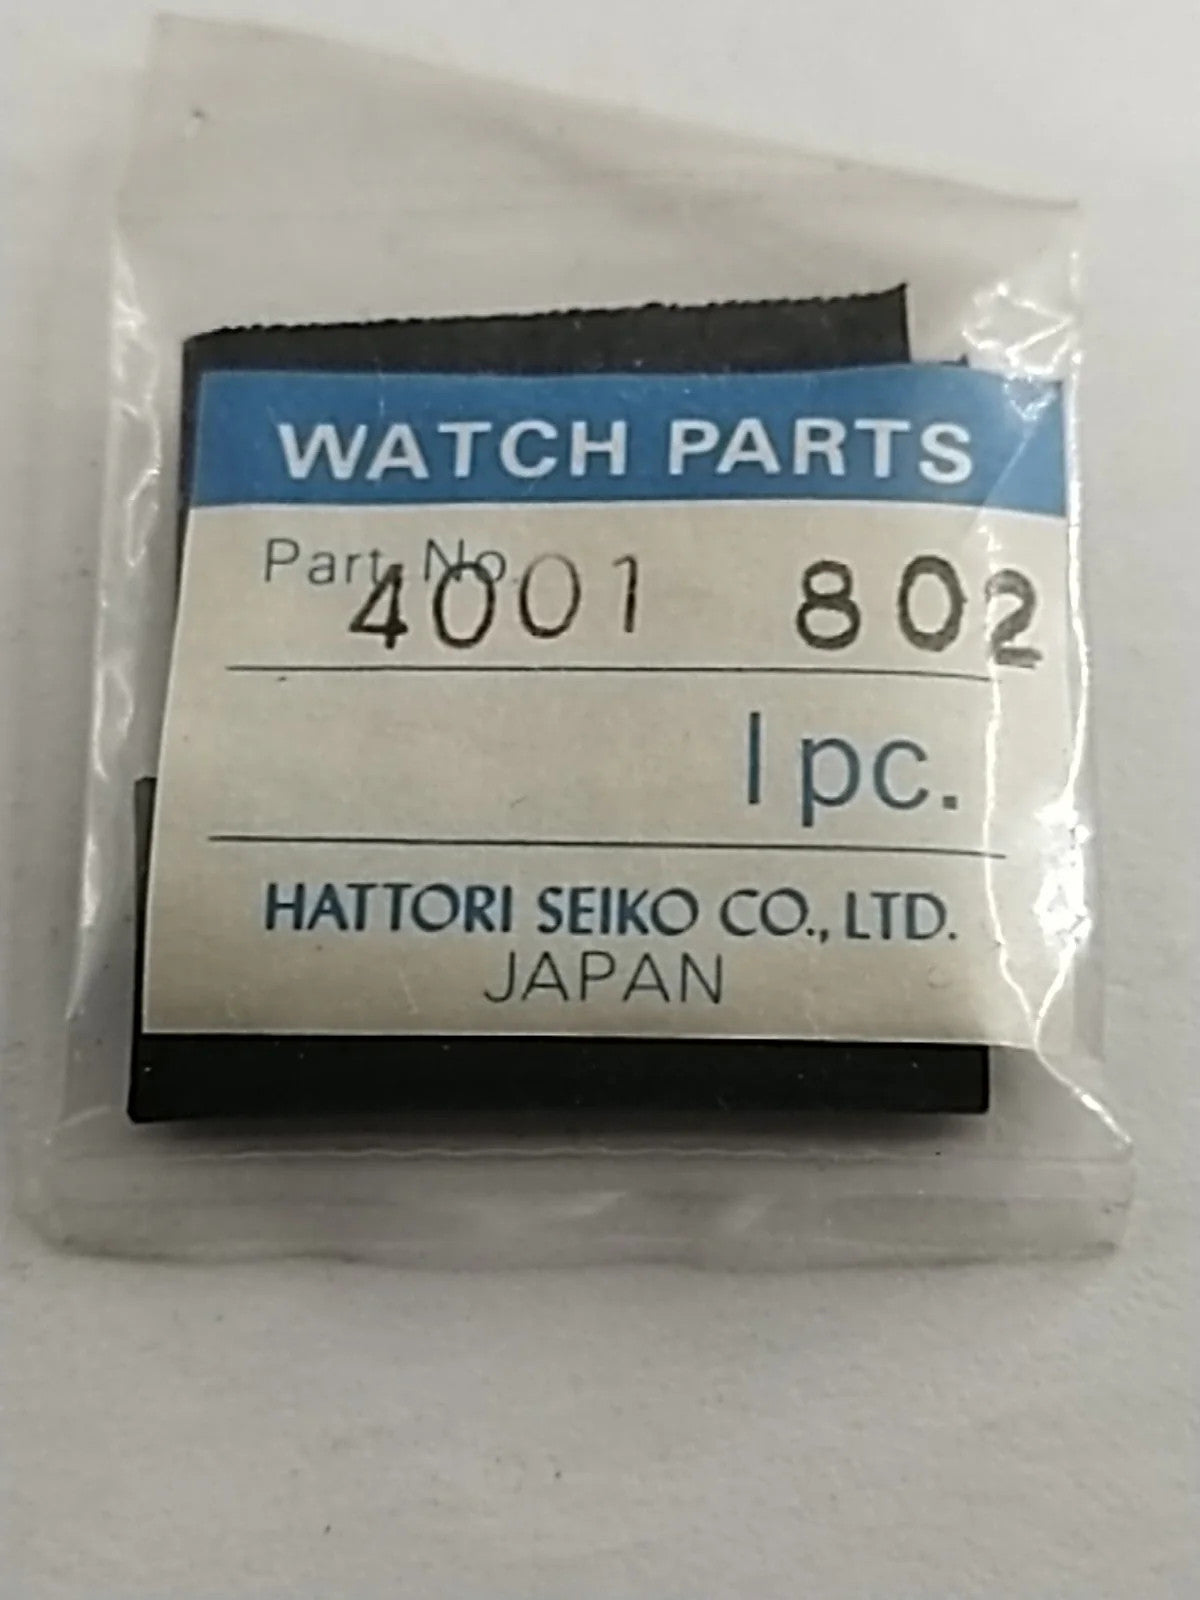 WATCH PARTS
Part No.
4001 802
1 pc.
HATTORI SEIKO CO., LTD.
JAPAN